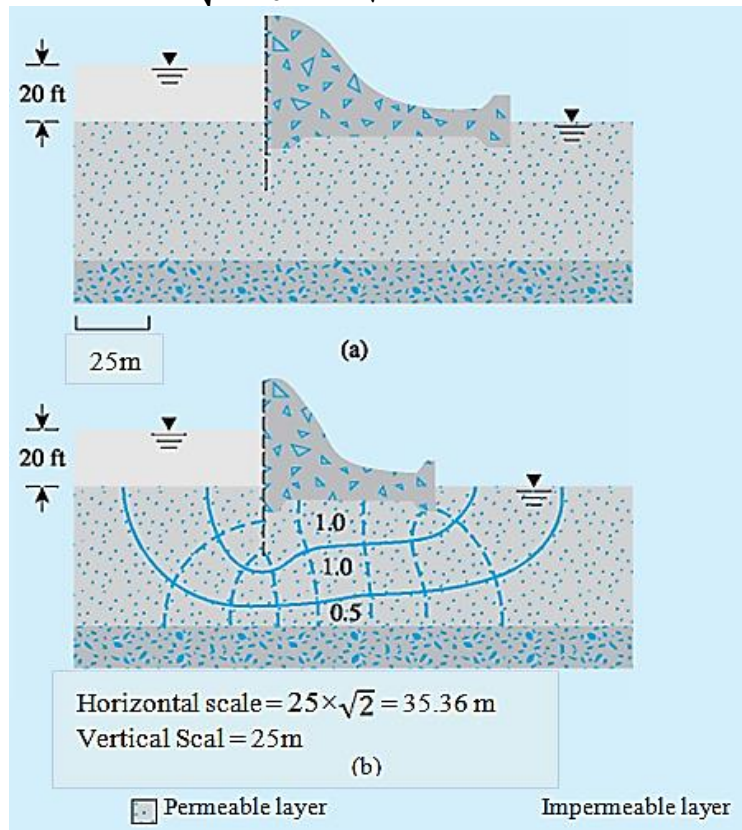 20 ft
(a)
25m
20 ft
1.0
1.0
0.5
Horizontal scale = 25×√2 = 35.36 m
Vertical Scal = 25m
(b)
Permeable layer
Impermeable layer